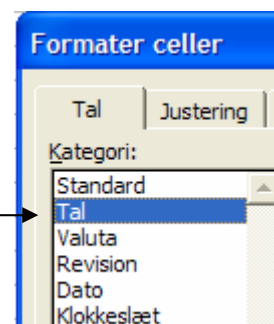 Formater celler
Tal Justering
Kategori:
Standard
Tal
Valuta
Revision
Dato
Klokkeslæt